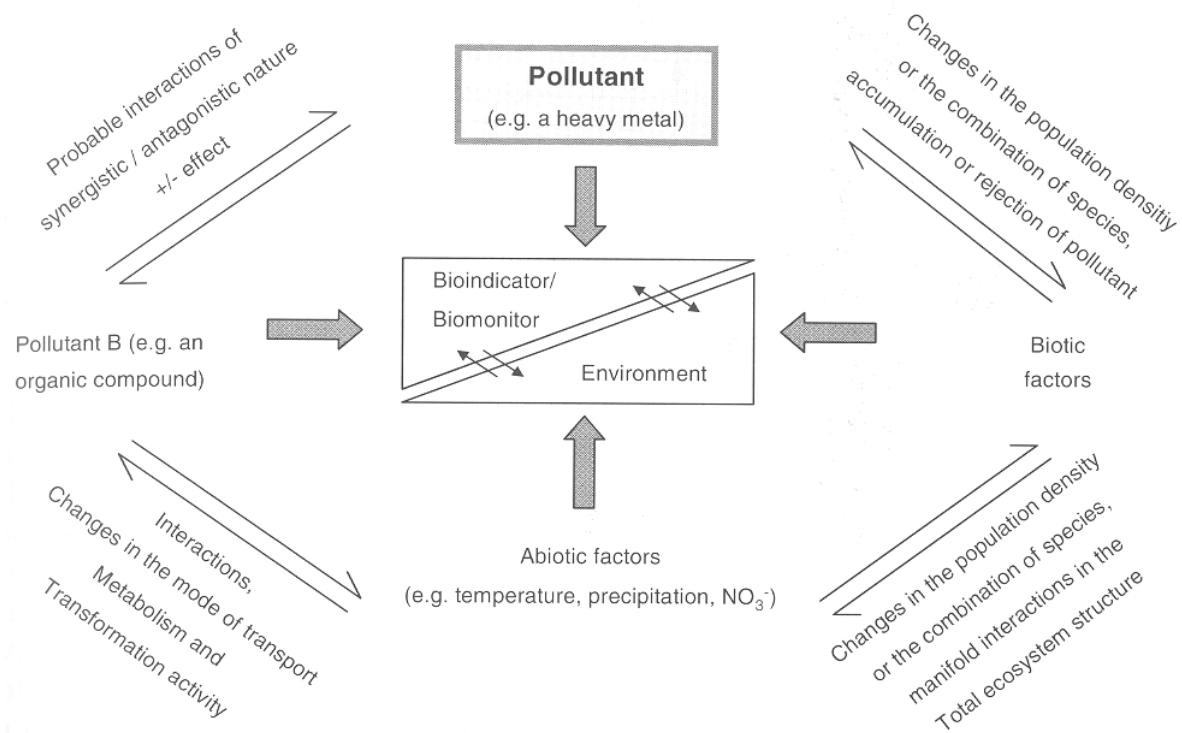 Probable interactions of
synergistic / antagonistic nature
+/- effect
Pollutant
(e.g. a heavy metal)
Changes in the population densitiy
or the combination of species,
accumulation or rejection of pollutant
Bioindicator/
Biomonitor
Environment
Pollutant B (e.g. an
organic compound)
Biotic
factors
Interactions,
Changes in the mode of transport
Metabolism and
Transformation activity
Abiotic factors
(e.g. temperature, precipitation, NO₃⁻)
Changes in the population density
or the combination of species,
manifold interactions in the
Total ecosystem structure